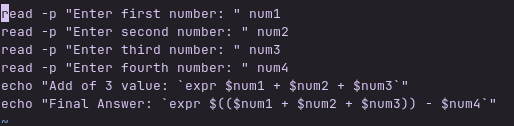 read -p "Enter first number: " num1
read -p "Enter second number: " num2
read -p "Enter third number: " num3
read -p "Enter fourth number: " num4
echo "Add of 3 value: `expr $num1 + $num2 + $num3`"
echo "Final Answer: `expr $(($num1 + $num2 + $num3)) - $num4`"
~